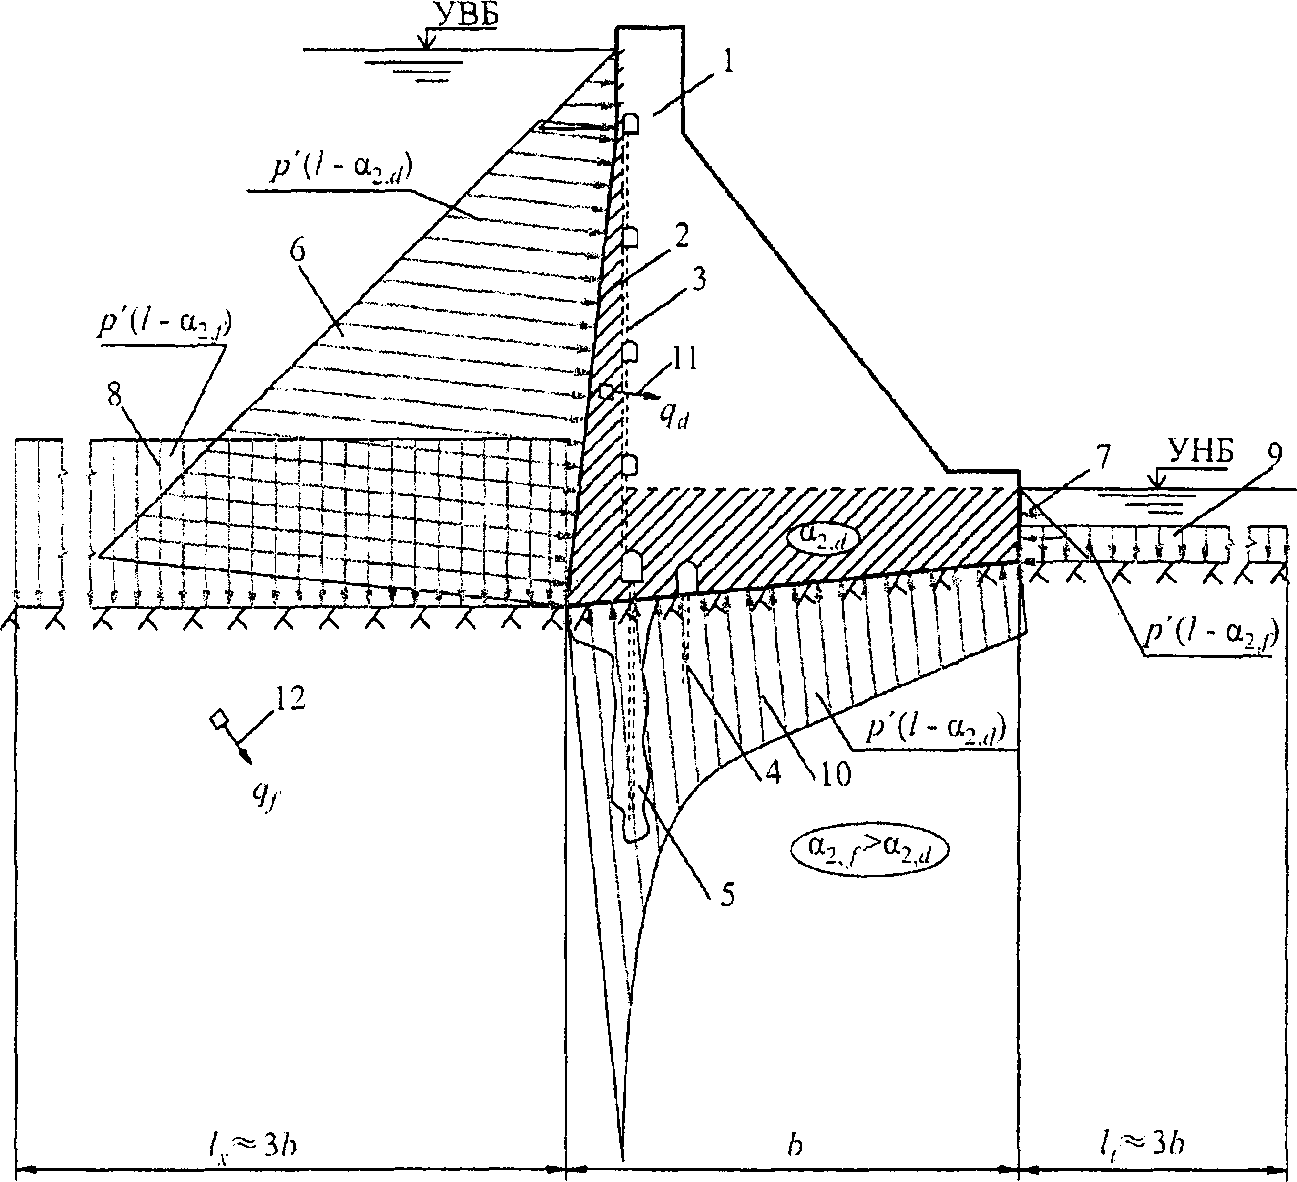 УВБ
1
p′(l - α2,d)
2
6
3
p′(l - α2,f)
11
8
qd
7
УНБ
9
α2,d
p′(l - α2,f)
12
p′(l - α2,d)
4
10
qf
α2, f>α2,d
5
lx≈3b
b
lt≈3b